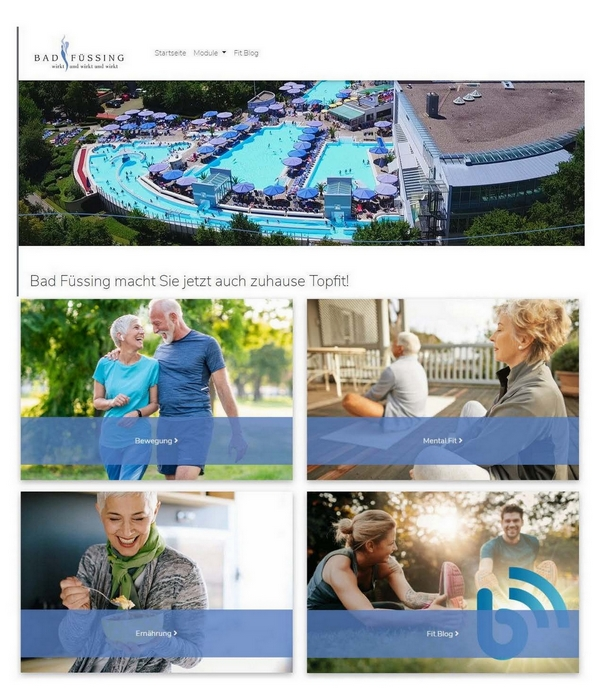 BAD FÜSSING
wirkt und wirkt und wirkt
Startseite Module Fit.Blog
Bad Füssing macht Sie jetzt auch zuhause Topfit!
Bewegung
Mental.Fit
Ernährung
Fit.Blog